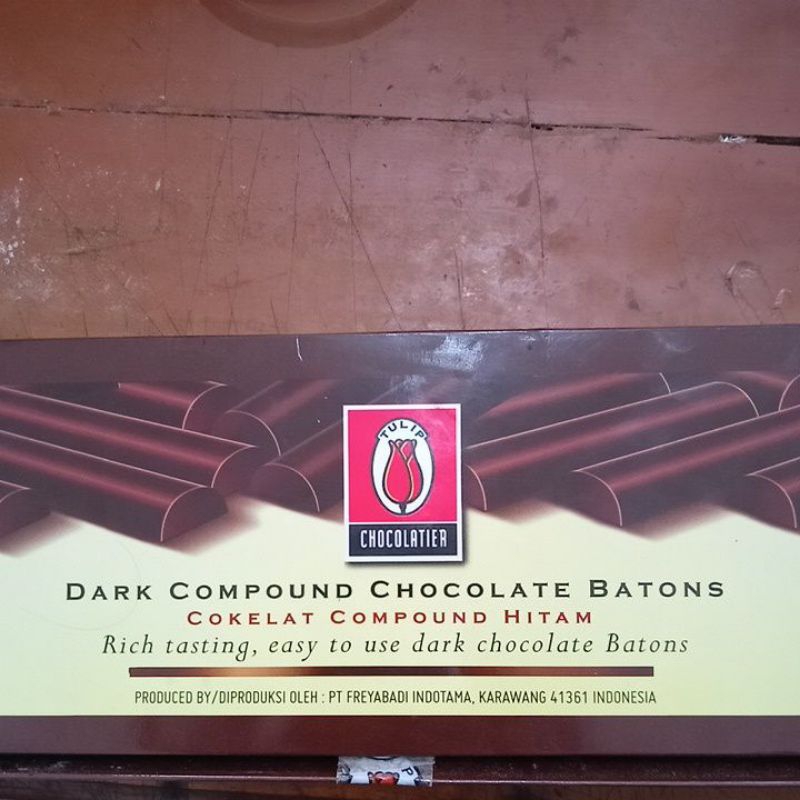 TULIP
CHOCOLATIER
DARK COMPOUND CHOCOLATE BATONS
COKELAT COMPOUND HITAM
Rich tasting, easy to use dark chocolate Batons
PRODUCED BY/DIPRODUKSI OLEH : PT FREYABADI INDOTAMA, KARAWANG 41361 INDONESIA